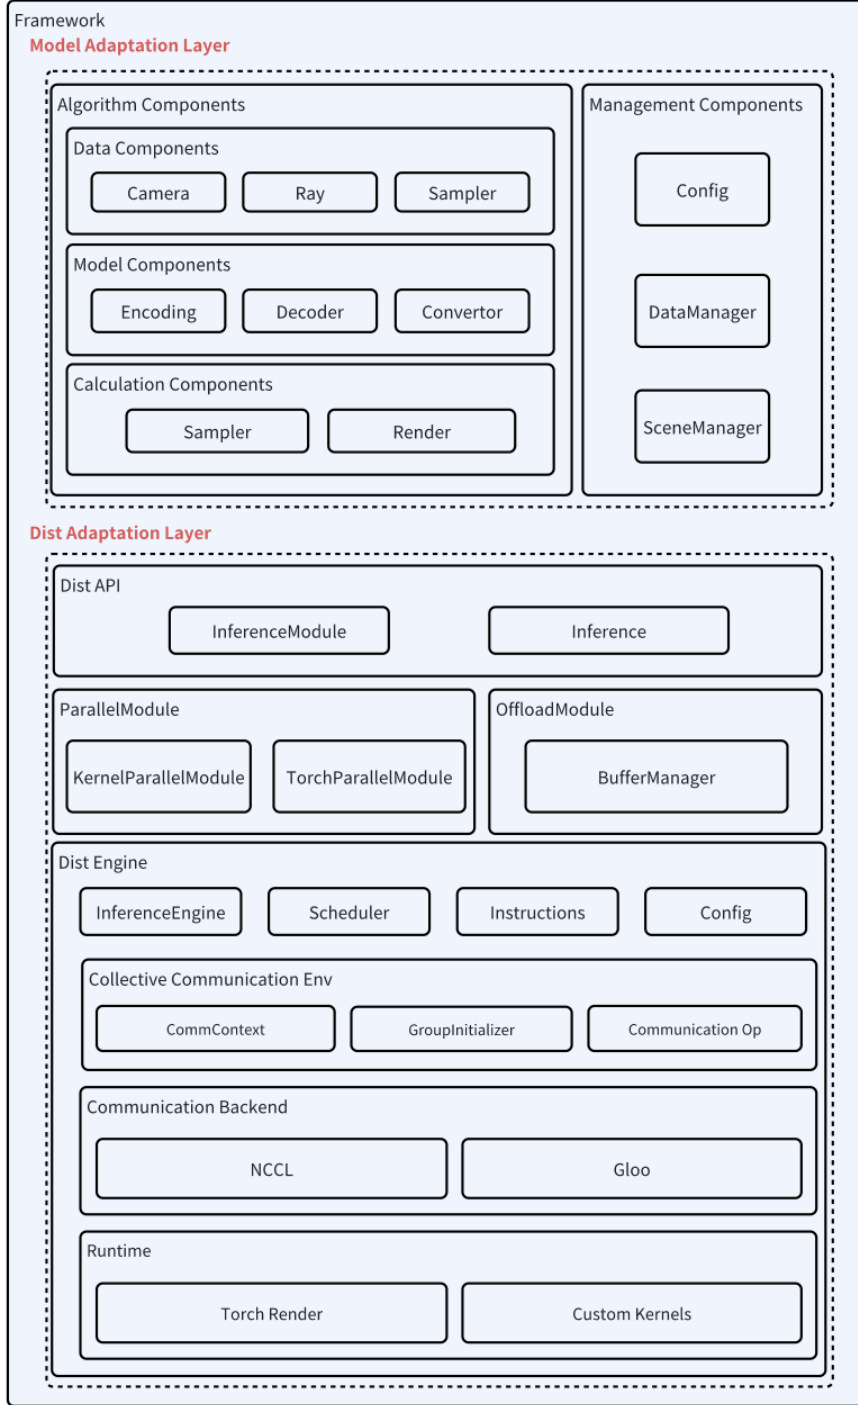 Framework
Model Adaptation Layer
Algorithm Components
Data Components
Camera
Ray
Sampler
Model Components
Encoding
Decoder
Convertor
Calculation Components
Sampler
Render
Management Components
Config
DataManager
SceneManager
Dist Adaptation Layer
Dist API
InferenceModule
Inference
ParallelModule
KernelParallelModule
TorchParallelModule
OffloadModule
BufferManager
Dist Engine
InferenceEngine
Scheduler
Instructions
Config
Collective Communication Env
CommContext
GroupInitializer
Communication Op
Communication Backend
NCCL
Gloo
Runtime
Torch Render
Custom Kernels